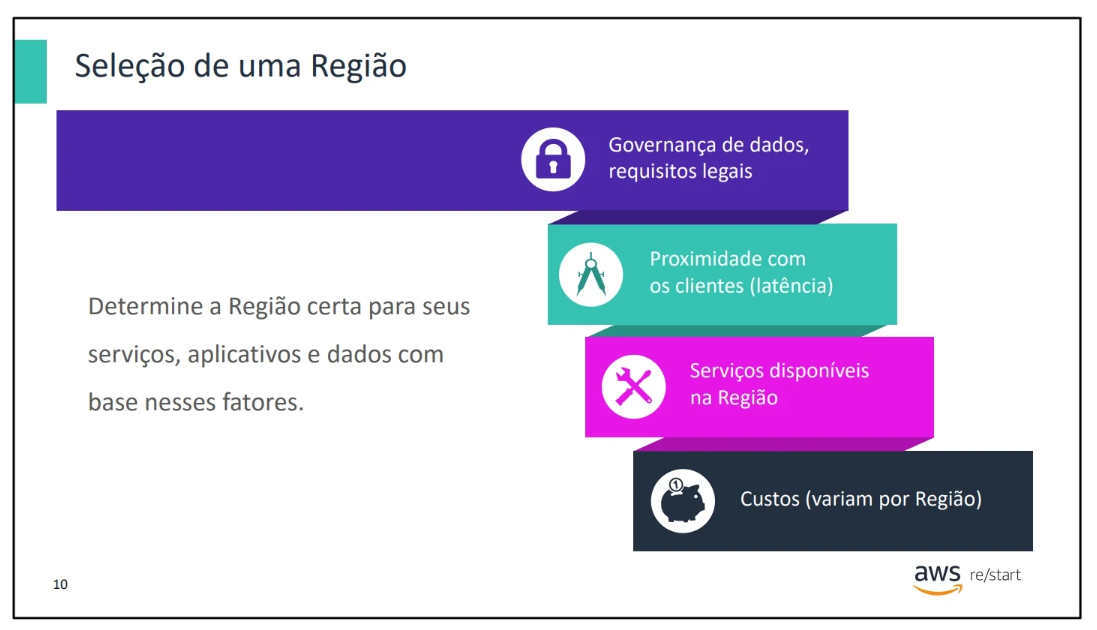 Seleção de uma Região
Governança de dados,
requisitos legais
Proximidade com
os clientes (latência)
Determine a Região certa para seus
serviços, aplicativos e dados com
base nesses fatores.
Serviços disponíveis
na Região
1
Custos (variam por Região)
10
aws re/start